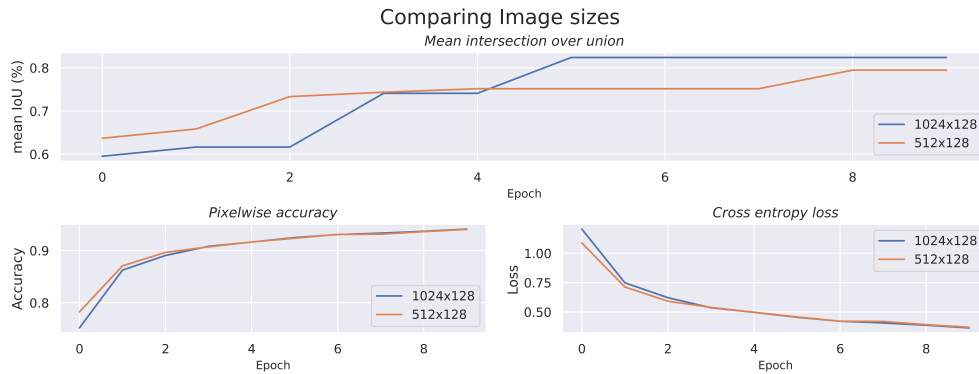 Comparing Image sizes
Mean intersection over union
mean IoU (%)
0.8
0.7
0.6
0 2 4 6 8
Epoch
1024x128
512x128
Pixelwise accuracy
Accuracy
0.9
0.8
0 2 4 6 8
Epoch
1024x128
512x128
Cross entropy loss
Loss
1.00
0.75
0.50
0 2 4 6 8
Epoch
1024x128
512x128